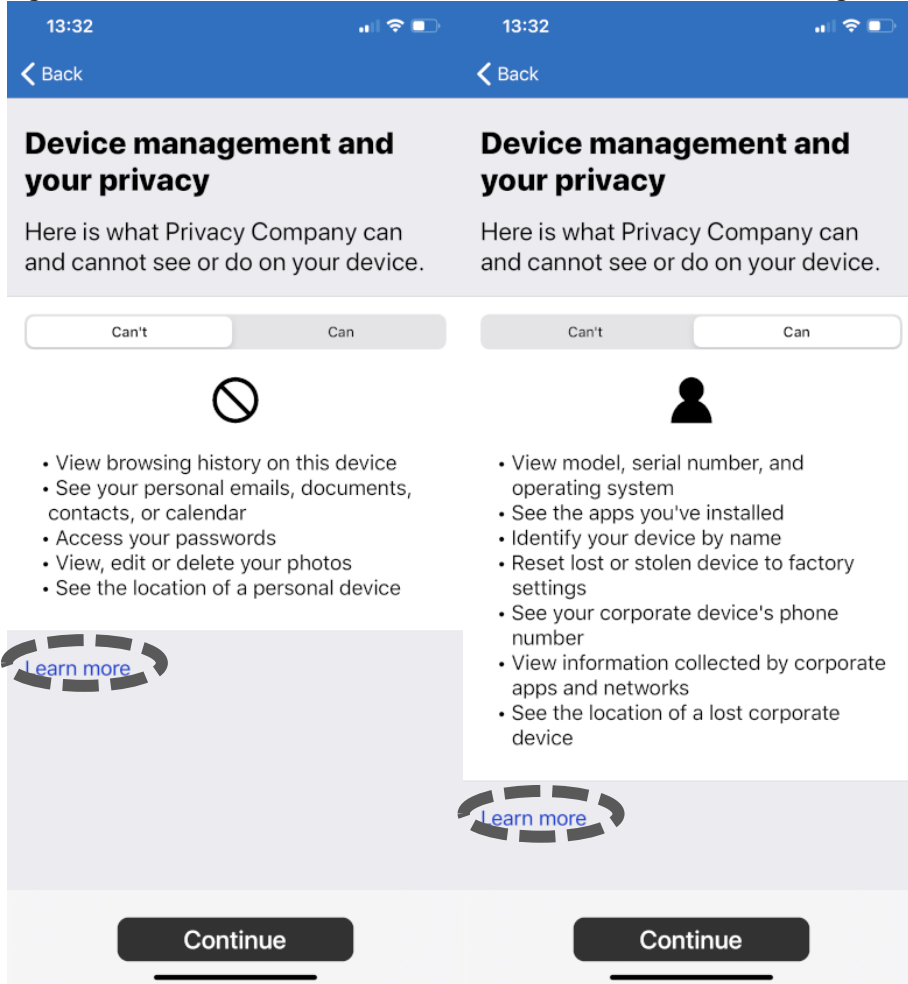 13:32
Back
Device management and
your privacy
Here is what Privacy Company can
and cannot see or do on your device.
Can't Can
• View browsing history on this device
• See your personal emails, documents,
contacts, or calendar
• Access your passwords
• View, edit or delete your photos
• See the location of a personal device
Learn more
Continue
13:32
Back
Device management and
your privacy
Here is what Privacy Company can
and cannot see or do on your device.
Can't Can
• View model, serial number, and
operating system
• See the apps you've installed
• Identify your device by name
• Reset lost or stolen device to factory
settings
• See your corporate device's phone
number
• View information collected by corporate
apps and networks
• See the location of a lost corporate
device
Learn more
Continue